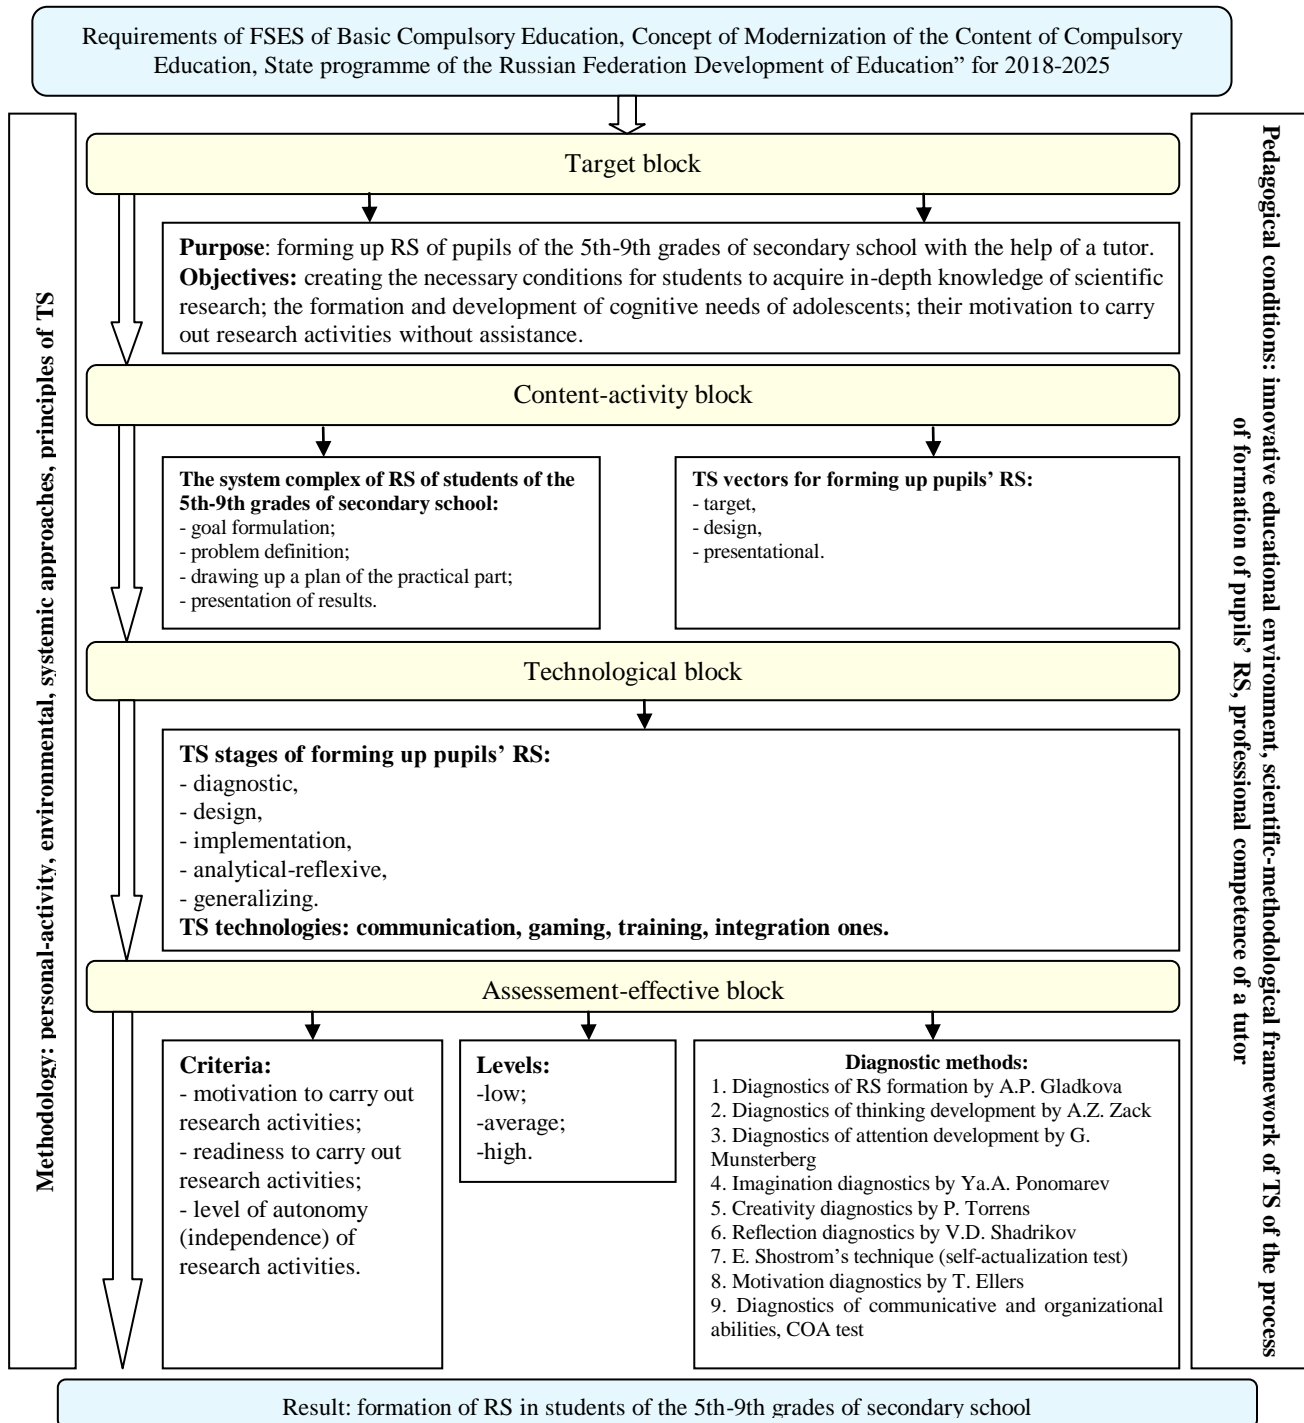 Requirements of FSES of Basic Compulsory Education, Concept of Modernization of the Content of Compulsory
Education, State programme of the Russian Federation Development of Education” for 2018-2025
Methodology: personal-activity, environmental, systemic approaches, principles of TS
Target block
Purpose: forming up RS of pupils of the 5th-9th grades of secondary school with the help of a tutor.
Objectives: creating the necessary conditions for students to acquire in-depth knowledge of scientific
research; the formation and development of cognitive needs of adolescents; their motivation to carry
out research activities without assistance.
Content-activity block
The system complex of RS of students of the
5th-9th grades of secondary school:
- goal formulation;
- problem definition;
- drawing up a plan of the practical part;
- presentation of results.
TS vectors for forming up pupils’ RS:
- target,
- design,
- presentational.
Technological block
TS stages of forming up pupils’ RS:
- diagnostic,
- design,
- implementation,
- analytical-reflexive,
- generalizing.
TS technologies: communication, gaming, training, integration ones.
Assessement-effective block
Criteria:
- motivation to carry out
research activities;
- readiness to carry out
research activities;
- level of autonomy
(independence) of
research activities.
Levels:
-low;
-average;
-high.
Diagnostic methods:
1. Diagnostics of RS formation by A.P. Gladkova
2. Diagnostics of thinking development by A.Z. Zack
3. Diagnostics of attention development by G.
Munsterberg
4. Imagination diagnostics by Ya.A. Ponomarev
5. Creativity diagnostics by P. Torrens
6. Reflection diagnostics by V.D. Shadrikov
7. E. Shostrom’s technique (self-actualization test)
8. Motivation diagnostics by T. Ellers
9. Diagnostics of communicative and organizational
abilities, COA test
Pedagogical conditions: innovative educational environment, scientific-methodological framework of TS of the process
of formation of pupils’ RS, professional competence of a tutor
Result: formation of RS in students of the 5th-9th grades of secondary school